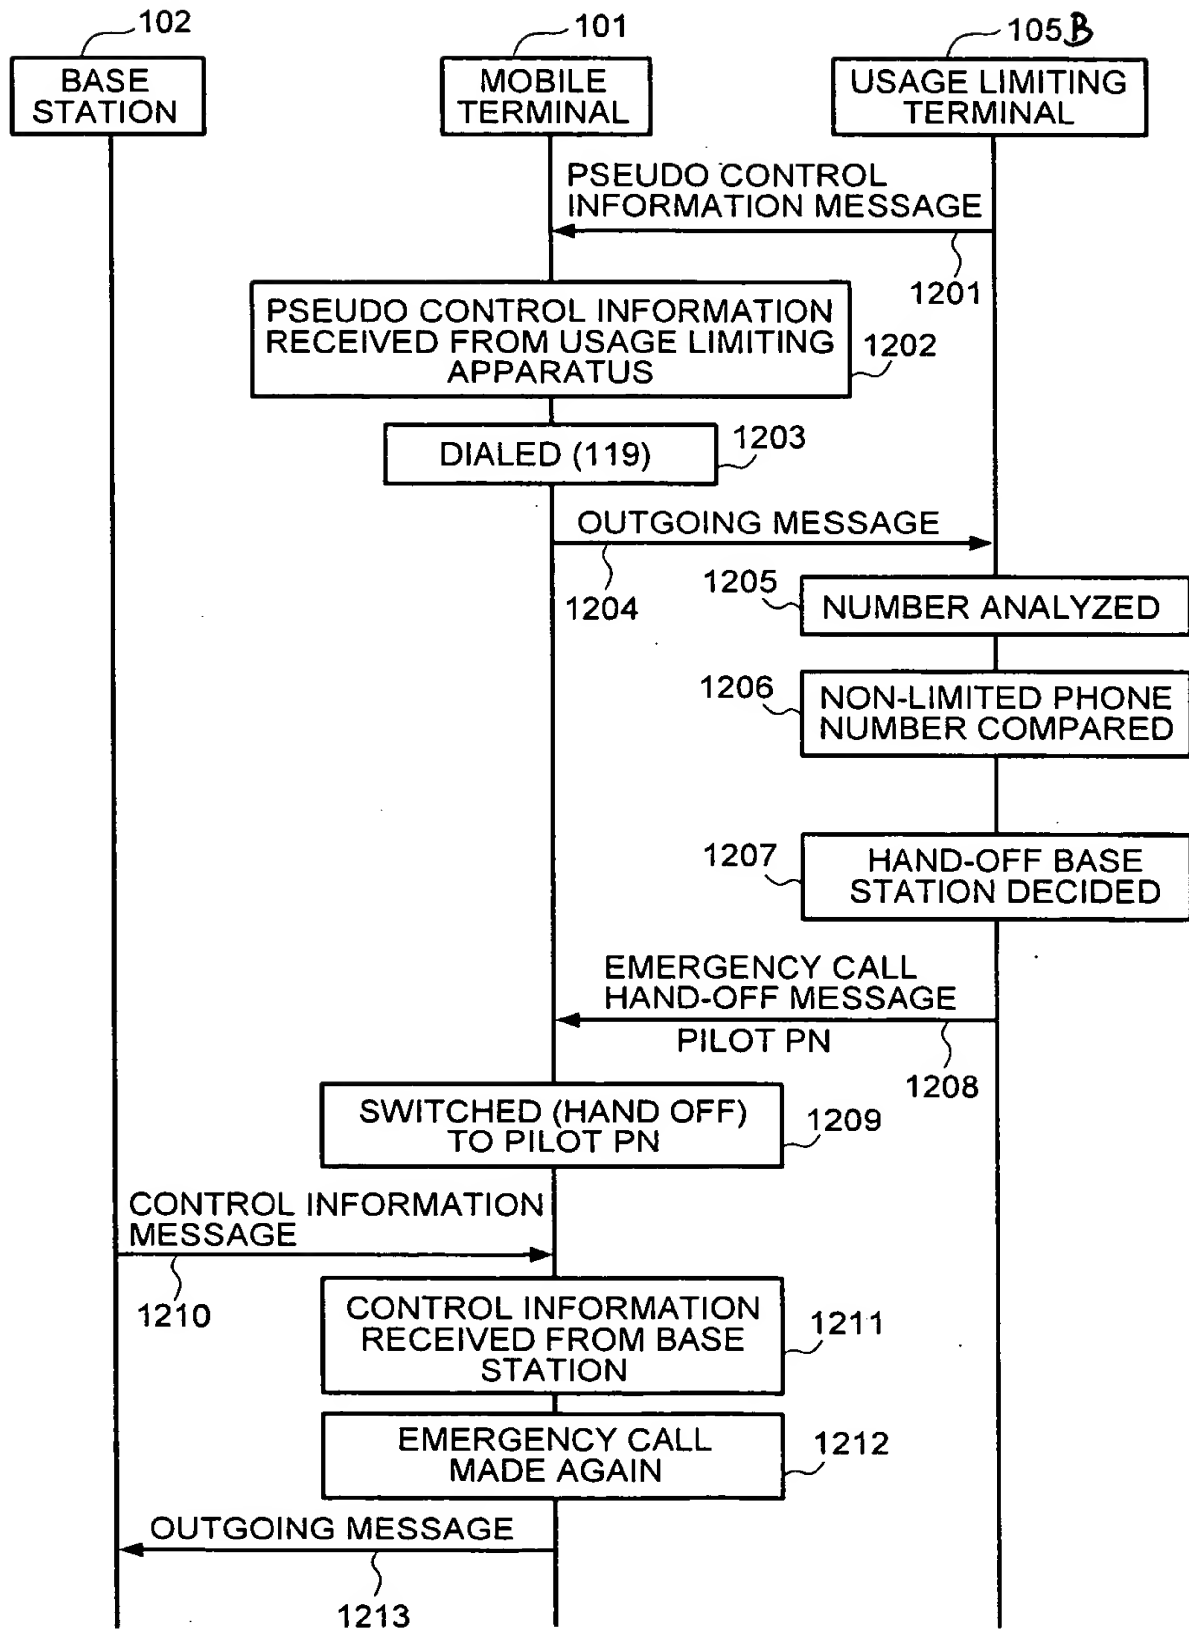 102
101
105B
BASE
STATION
MOBILE
TERMINAL
USAGE LIMITING
TERMINAL
PSEUDO CONTROL
INFORMATION MESSAGE
1201
PSEUDO CONTROL INFORMATION
RECEIVED FROM USAGE LIMITING
APPARATUS
1202
DIALED (119)
1203
OUTGOING MESSAGE
1204
1205
NUMBER ANALYZED
1206
NON-LIMITED PHONE
NUMBER COMPARED
1207
HAND-OFF BASE
STATION DECIDED
EMERGENCY CALL
HAND-OFF MESSAGE
PILOT PN
1208
SWITCHED (HAND OFF)
TO PILOT PN
1209
CONTROL INFORMATION
MESSAGE
1210
CONTROL INFORMATION
RECEIVED FROM BASE
STATION
1211
EMERGENCY CALL
MADE AGAIN
1212
OUTGOING MESSAGE
1213